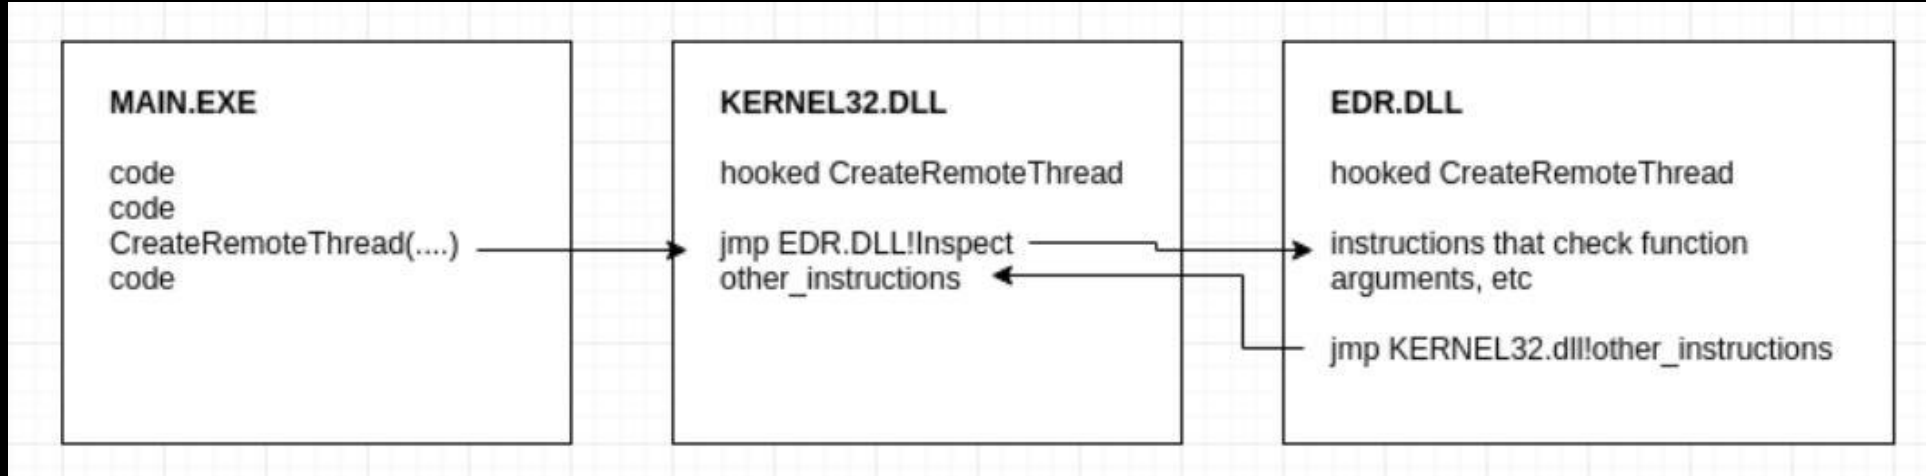 MAIN.EXE
code
code
CreateRemoteThread(....)
code
KERNEL32.DLL
hooked CreateRemoteThread
jmp EDR.DLL!Inspect
other_instructions
EDR.DLL
hooked CreateRemoteThread
instructions that check function
arguments, etc
jmp KERNEL32.dll!other_instructions